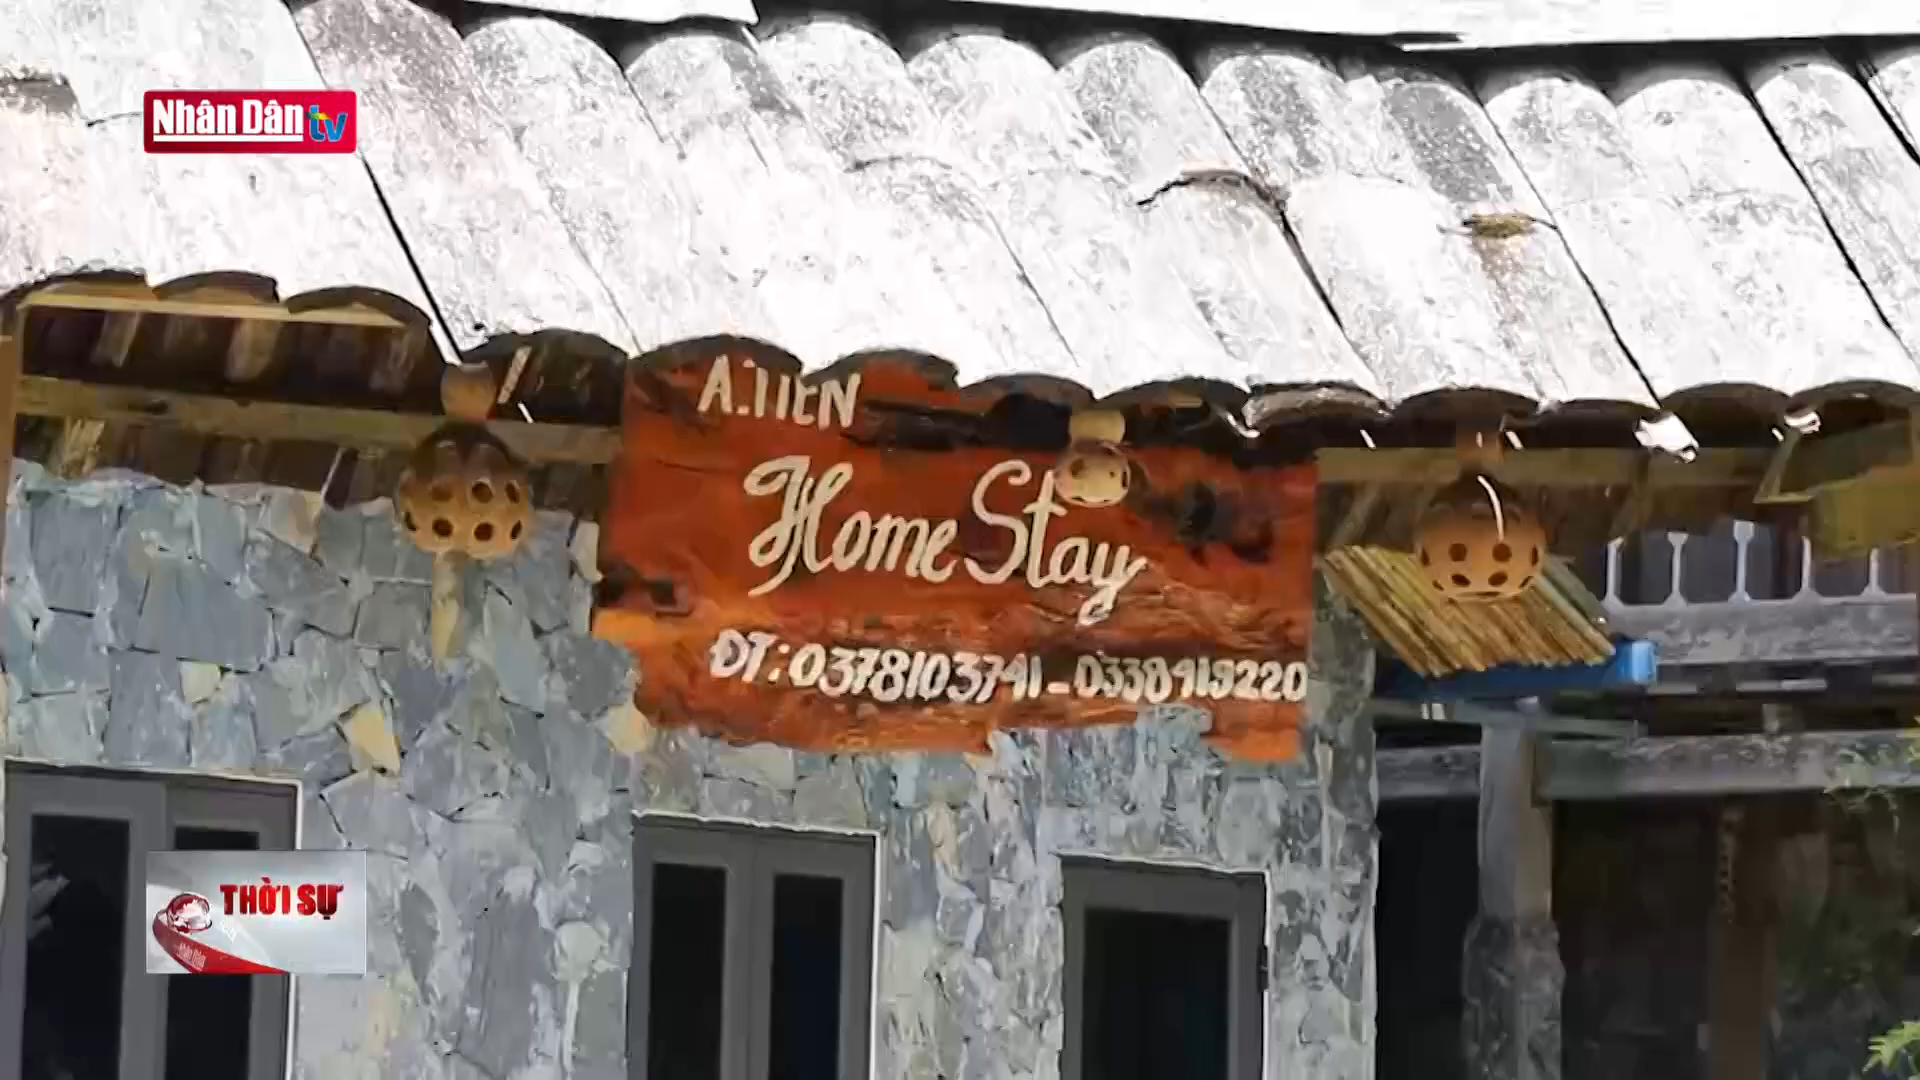 Nhân Dân tv
A.TIEN
Home Stay
ĐT: 0378103741 - 0338419220
THỜI SỰ